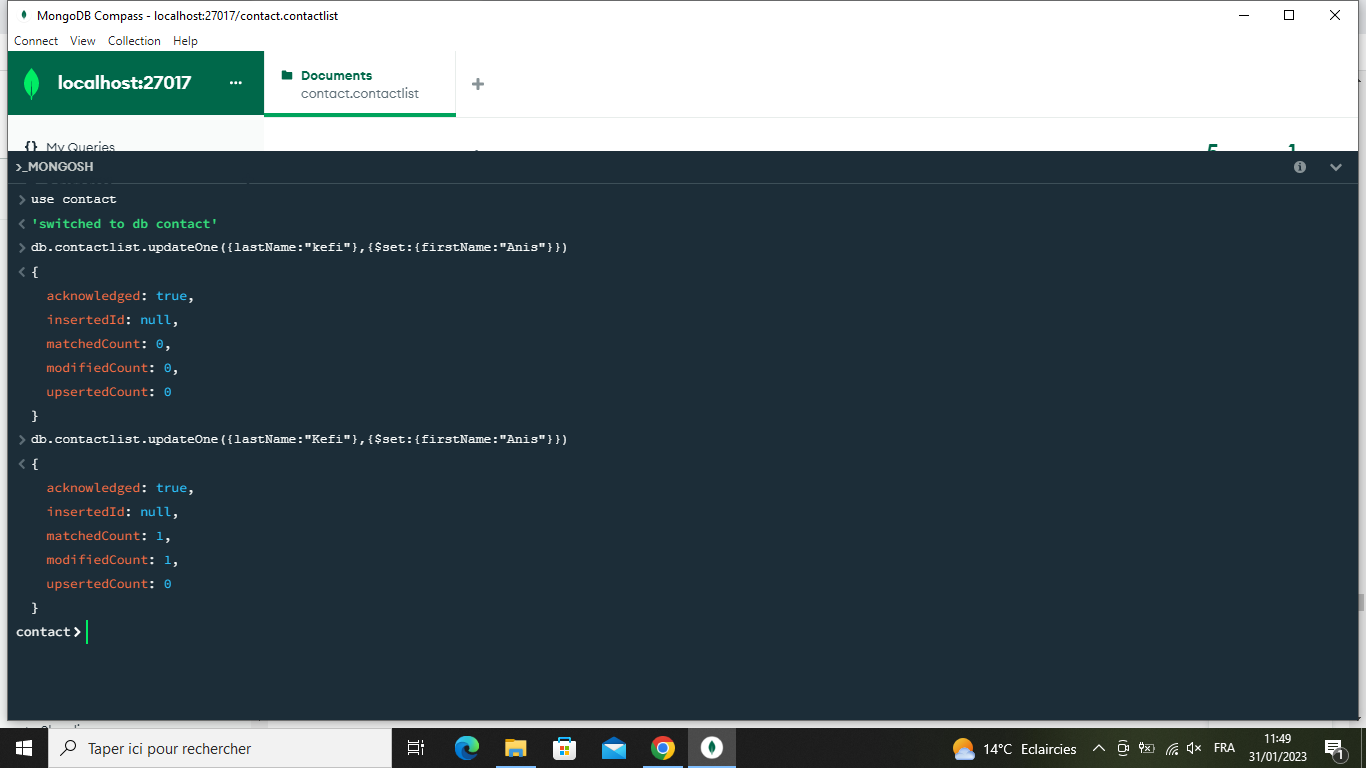 MongoDB Compass - localhost:27017/contact.contactlist
Connect View Collection Help
localhost:27017 ...
Documents
contact.contactlist
+
{} My Queries
5 1
>_MONGOSH
> use contact
< 'switched to db contact'
> db.contactlist.updateOne({lastName:"kefi"},{$set:{firstName:"Anis"}})
< {
acknowledged: true,
insertedId: null,
matchedCount: 0,
modifiedCount: 0,
upsertedCount: 0
}
> db.contactlist.updateOne({lastName:"Kefi"},{$set:{firstName:"Anis"}})
< {
acknowledged: true,
insertedId: null,
matchedCount: 1,
modifiedCount: 1,
upsertedCount: 0
}
contact>
Taper ici pour rechercher
14°C Eclaircies
FRA
11:49
31/01/2023
1